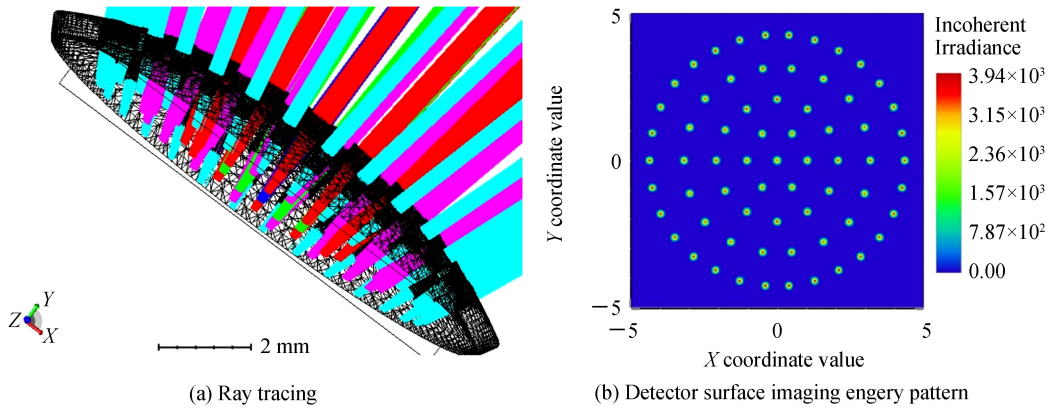 Y
Z
X
2 mm
(a) Ray tracing
5
0
−5
Y coordinate value
−5
0
5
X coordinate value
Incoherent
Irradiance
3.94×10³
3.15×10³
2.36×10³
1.57×10³
7.87×10²
0.00
(b) Detector surface imaging engery pattern